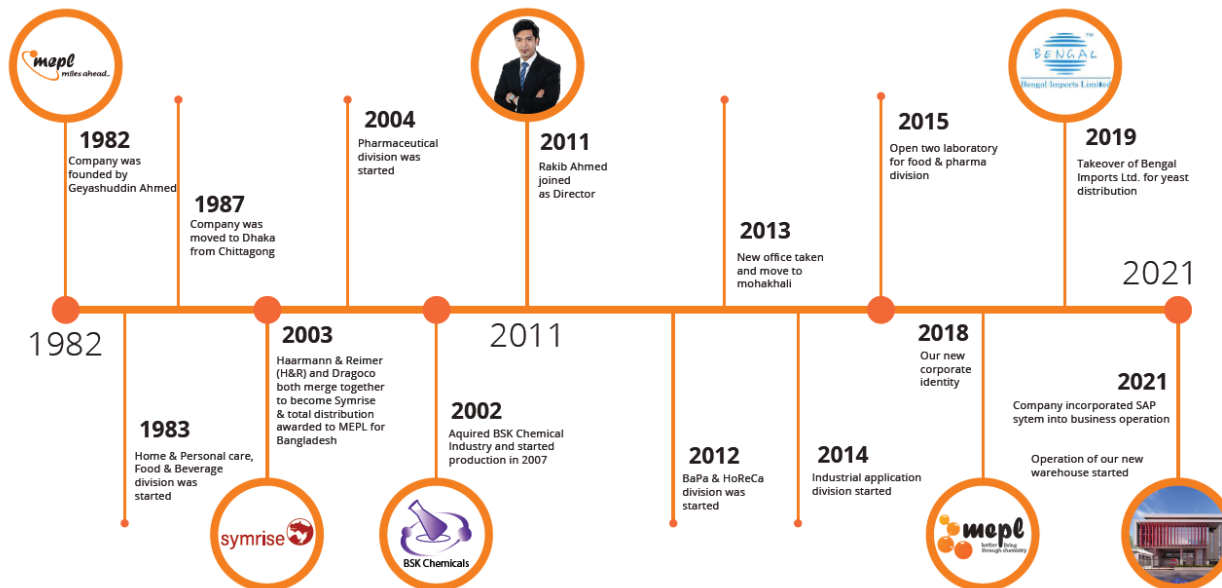 mepl
miles ahead..
1982
Company was
founded by
Geyashuddin Ahmed
1987
Company was
moved to Dhaka
from Chittagong
2004
Pharmaceutical
division was
started
2011
Rakib Ahmed
joined
as Director
2013
New office taken
and move to
mohakhali
2015
Open two laboratory
for food & pharma
division
BENGAL
TM
Bengal Imports Limited
2019
Takeover of Bengal
Imports Ltd. for yeast
distribution
1982
2011
2021
1983
Home & Personal care,
Food & Beverage
division was
started
2003
Haarmann & Reimer
(H&R) and Dragoco
both merge together
to become Symrise
& total distribution
awarded to MEPL for
Bangladesh
symrise
2002
Aquired BSK Chemical
Industry and started
production in 2007
BSK Chemicals
2012
BaPa & HoReCa
division was
started
2014
Industrial application
division started
2018
Our new
corporate
identity
mepl
better living
through chemistry
2021
Company incorporated SAP
sytem into business operation
Operation of our new
warehouse started